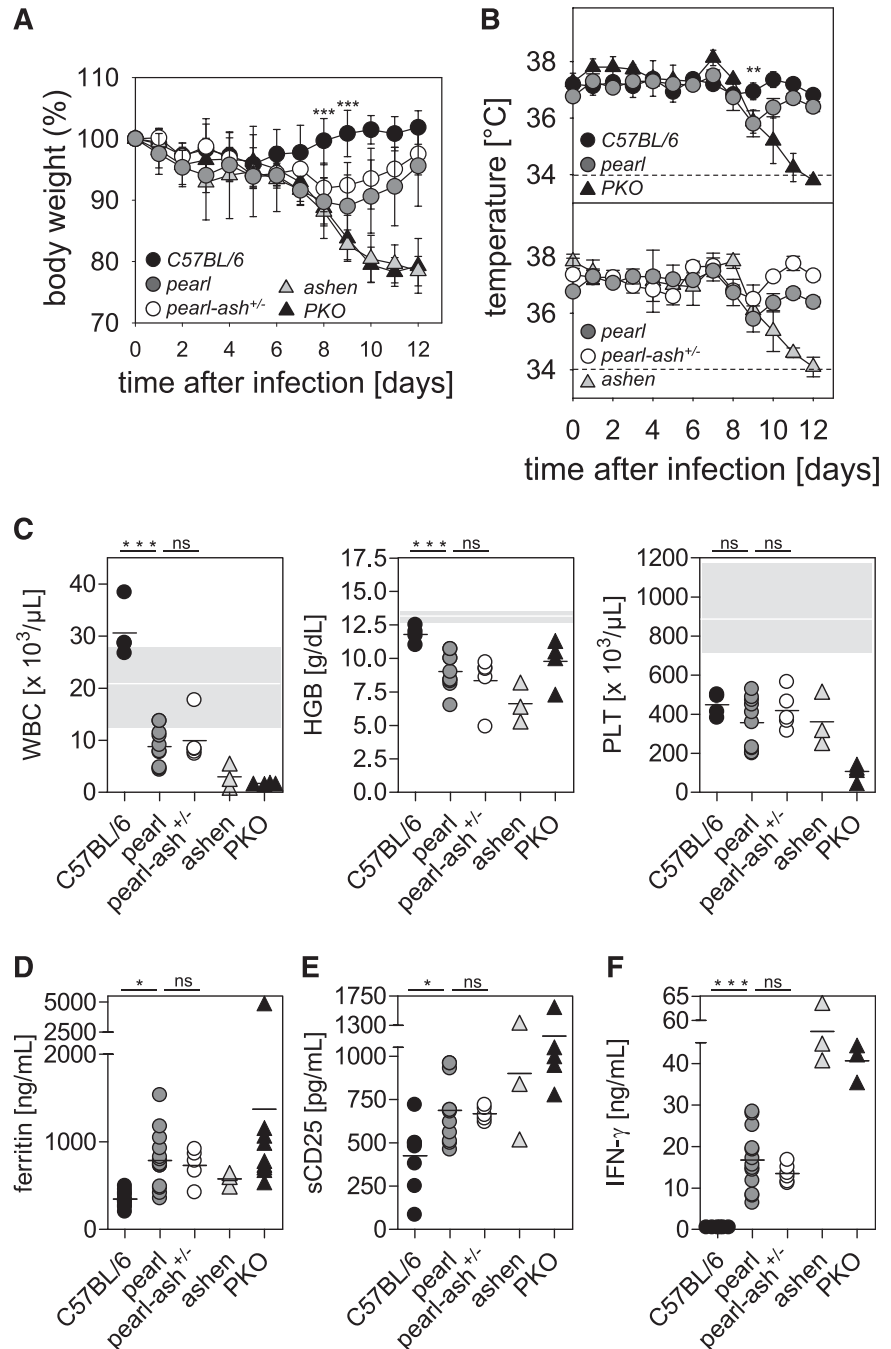 A
body weight (%)
110
100
90
80
70
*** ***
C57BL/6
pearl
pearl-ash+/-
ashen
PKO
0 2 4 6 8 10 12
time after infection [days]
B
temperature [°C]
38
36
34
**
C57BL/6
pearl
PKO
38
36
34
pearl
pearl-ash+/-
ashen
0 2 4 6 8 10 12
time after infection [days]
C
*** ns
WBC [x 10³/µL]
40
30
20
10
0
C57BL/6
pearl
pearl-ash+/-
ashen
PKO
*** ns
HGB [g/dL]
17.5
15.0
12.5
10.0
7.5
5.0
2.5
0.0
C57BL/6
pearl
pearl-ash+/-
ashen
PKO
ns ns
PLT [x 10³/µL]
1200
1000
800
600
400
200
0
C57BL/6
pearl
pearl-ash+/-
ashen
PKO
D
* ns
ferritin [ng/mL]
5000
2500
2000
1000
0
C57BL/6
pearl
pearl-ash+/-
ashen
PKO
E
* ns
sCD25 [pg/mL]
1750
1300
1000
750
500
250
0
C57BL/6
pearl
pearl-ash+/-
ashen
PKO
F
*** ns
IFN-γ [ng/mL]
65
60
40
30
20
10
0
C57BL/6
pearl
pearl-ash+/-
ashen
PKO